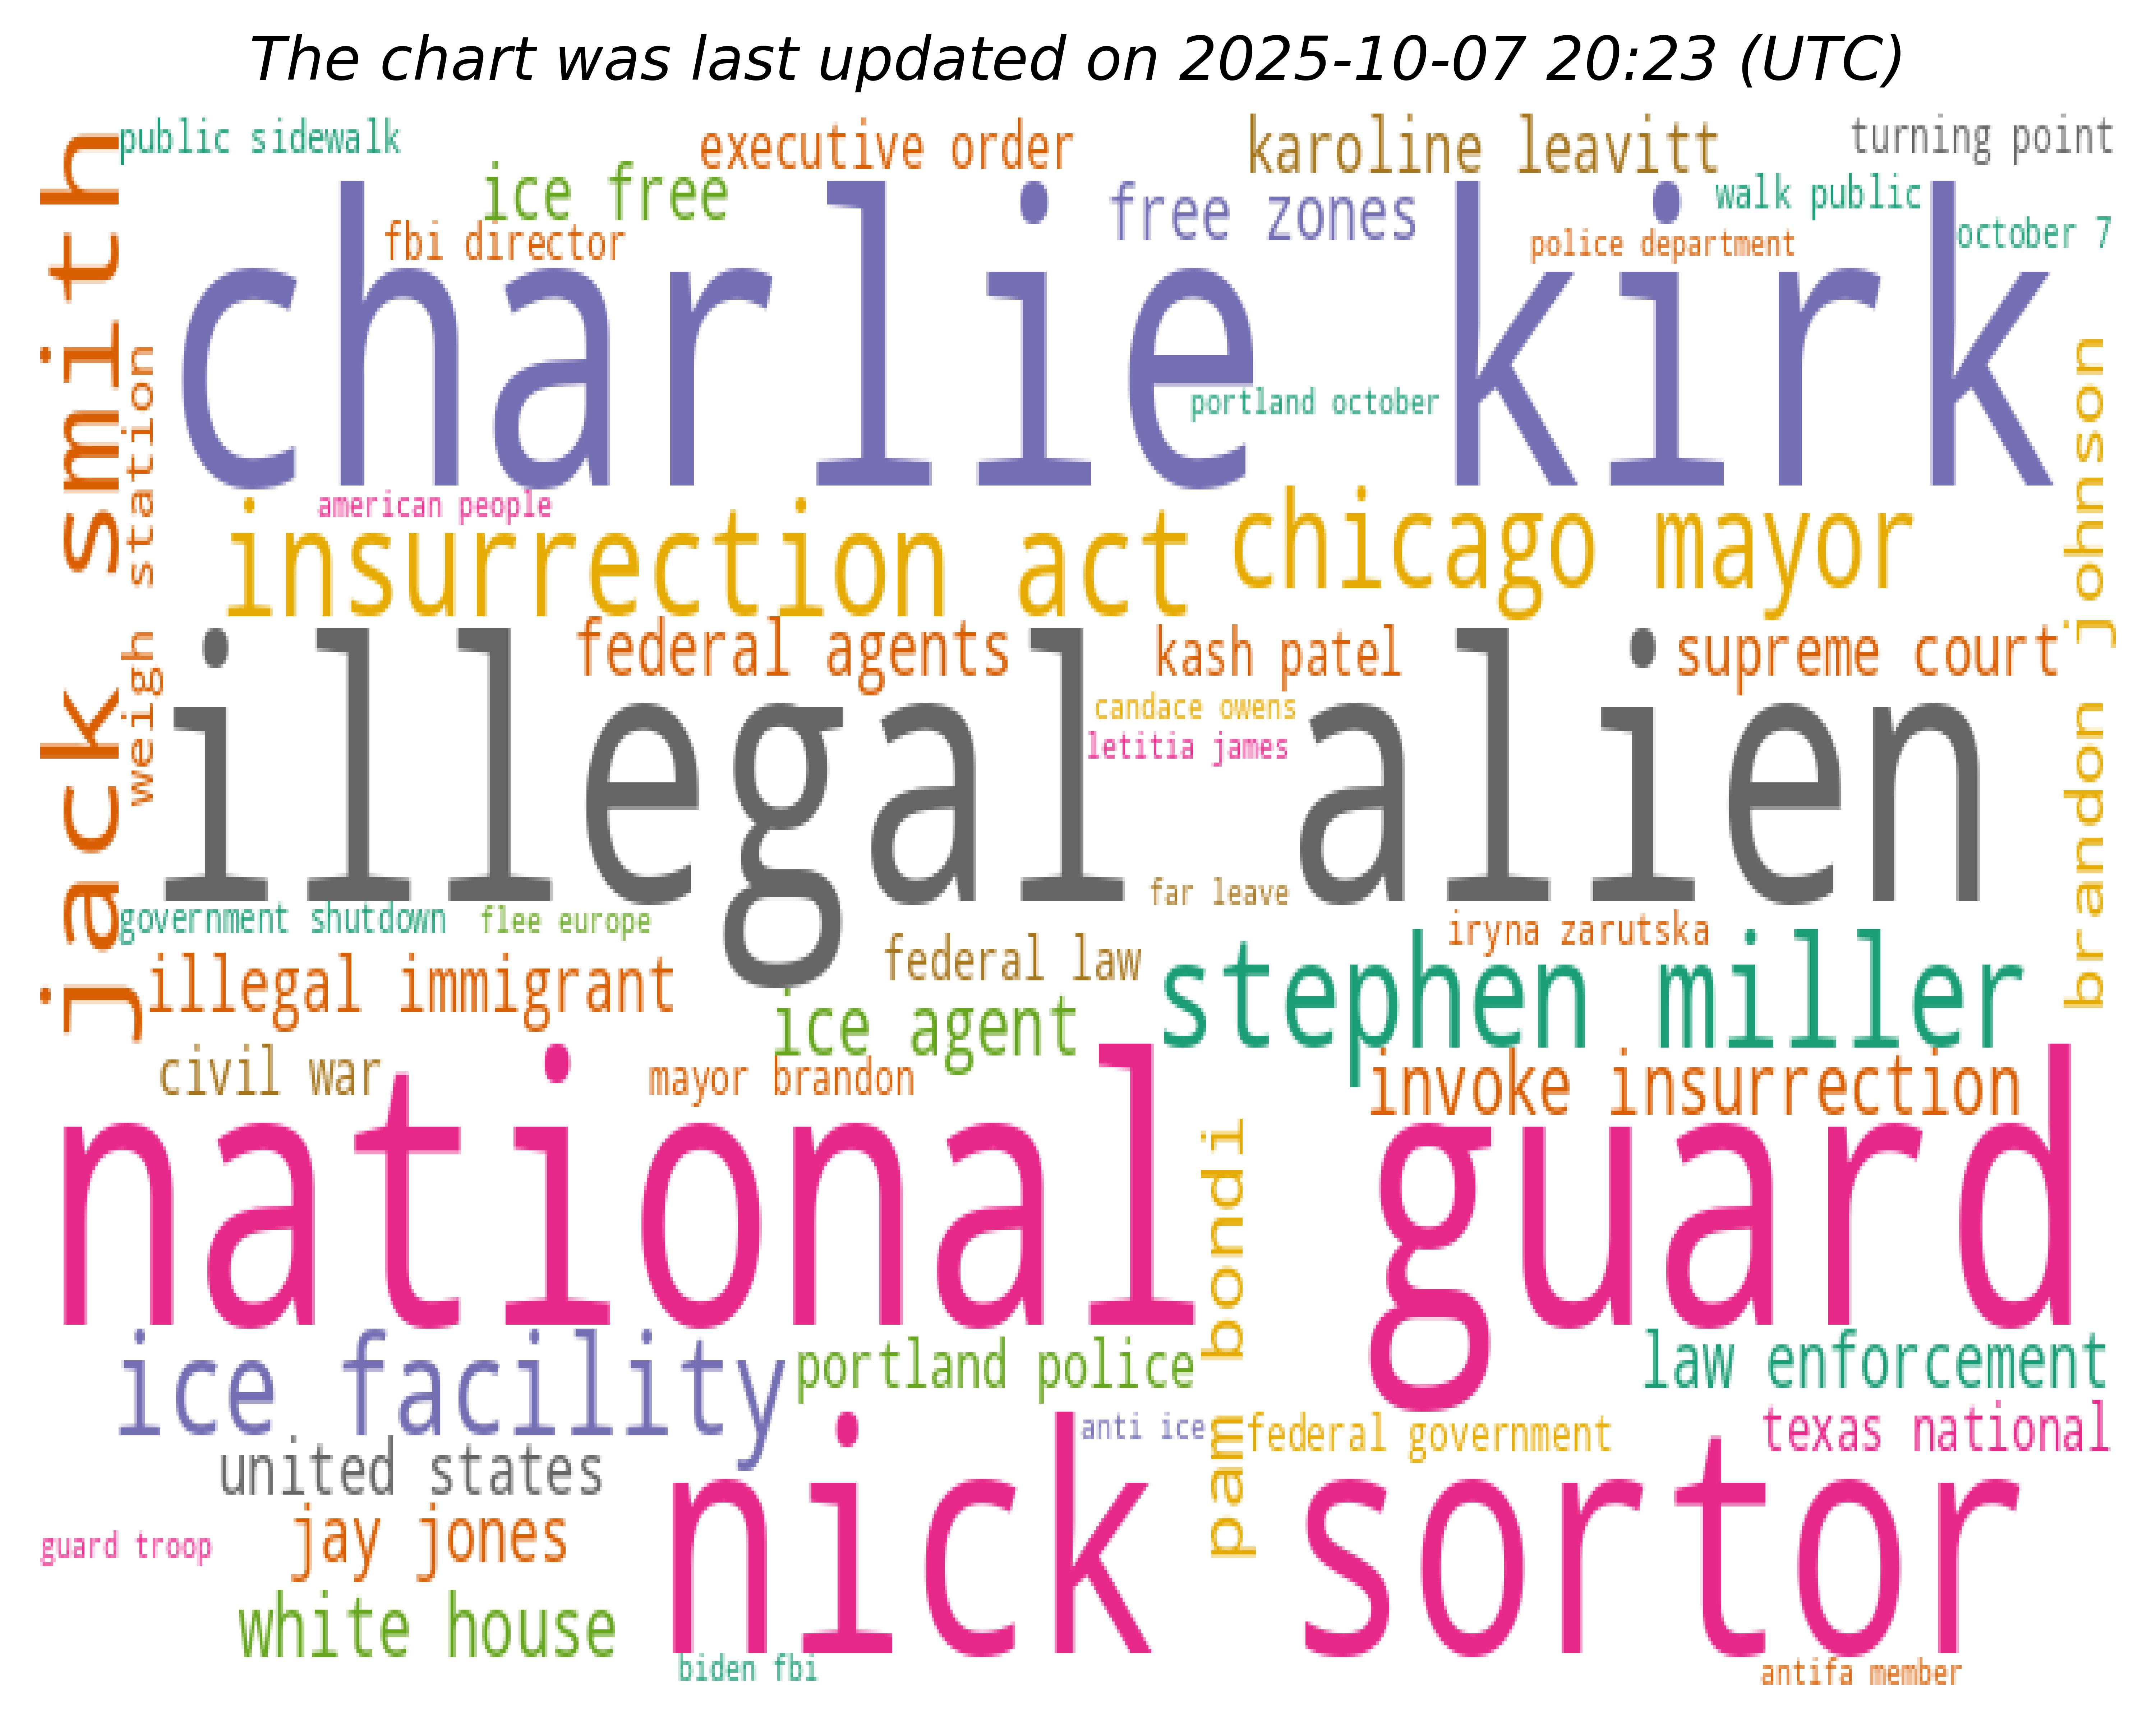 The chart was last updated on 2025-10-07 20:23 (UTC)
public sidewalk
executive order
karoline leavitt
turning point
ice free
free zones
walk public
fbi director
police department
october 7
charlie kirk
jack smith
station
weigh
portland october
brandon johnson
american people
insurrection act
chicago mayor
federal agents
kash patel
supreme court
illegal alien
candace owens
letitia james
far leave
government shutdown
flee europe
iryna zarutska
federal law
illegal immigrant
stephen miller
ice agent
civil war
mayor brandon
invoke insurrection
national guard
pam bondi
ice facility
portland police
law enforcement
anti ice
federal government
texas national
united states
nick sortor
jay jones
guard troop
white house
biden fbi
antifa member